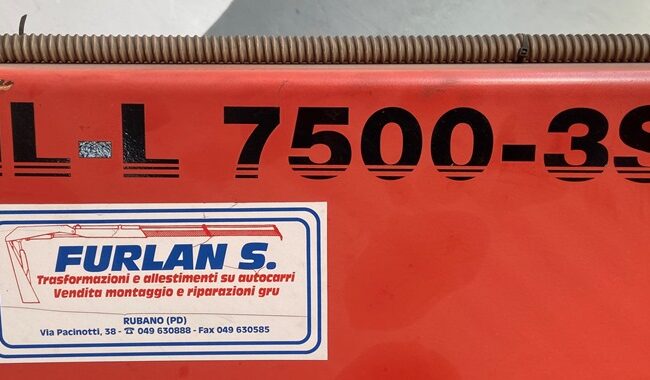 L-L 7500-3S
FURLAN S.
Trasformazioni e allestimenti su autocarri
Vendita montaggio e riparazioni gru
RUBANO (PD)
Via Pacinotti, 38 - ☎ 049 630888 - Fax 049 630585